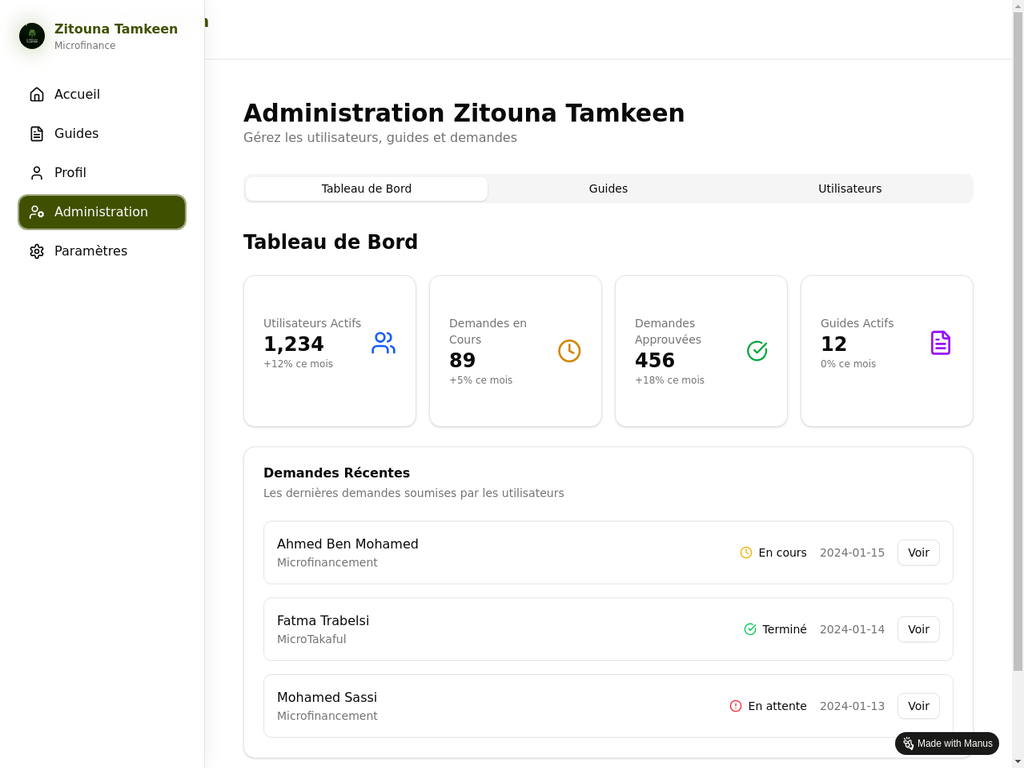 Zitouna Tamkeen
Microfinance
Accueil
Guides
Profil
Administration
Paramètres
n
Administration Zitouna Tamkeen
Gérez les utilisateurs, guides et demandes
Tableau de Bord
Guides
Utilisateurs
Tableau de Bord
Utilisateurs Actifs
1,234
+12% ce mois
Demandes en
Cours
89
+5% ce mois
Demandes
Approuvées
456
+18% ce mois
Guides Actifs
12
0% ce mois
Demandes Récentes
Les dernières demandes soumises par les utilisateurs
Ahmed Ben Mohamed
Microfinancement
En cours
2024-01-15
Voir
Fatma Trabelsi
MicroTakaful
Terminé
2024-01-14
Voir
Mohamed Sassi
Microfinancement
En attente
2024-01-13
Voir
Made with Manus